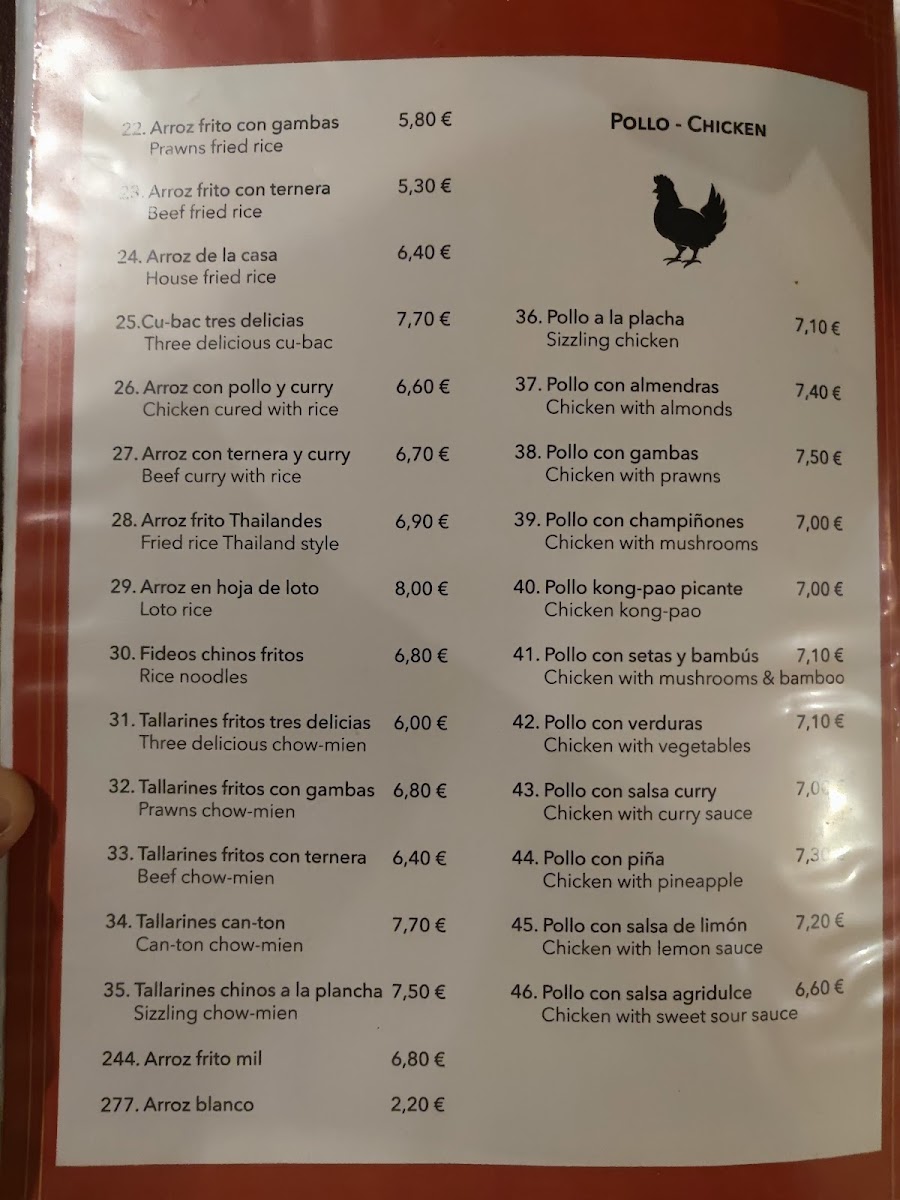 22. Arroz frito con gambas 5,80 €
Prawns fried rice
23. Arroz frito con ternera 5,30 €
Beef fried rice
24. Arroz de la casa 6,40 €
House fried rice
25.Cu-bac tres delicias 7,70 €
Three delicious cu-bac
26. Arroz con pollo y curry 6,60 €
Chicken cured with rice
27. Arroz con ternera y curry 6,70 €
Beef curry with rice
28. Arroz frito Thailandes 6,90 €
Fried rice Thailand style
29. Arroz en hoja de loto 8,00 €
Loto rice
30. Fideos chinos fritos 6,80 €
Rice noodles
31. Tallarines fritos tres delicias 6,00 €
Three delicious chow-mien
32. Tallarines fritos con gambas 6,80 €
Prawns chow-mien
33. Tallarines fritos con ternera 6,40 €
Beef chow-mien
34. Tallarines can-ton 7,70 €
Can-ton chow-mien
35. Tallarines chinos a la plancha 7,50 €
Sizzling chow-mien
244. Arroz frito mil 6,80 €
277. Arroz blanco 2,20 €
POLLO - CHICKEN
36. Pollo a la placha 7,10 €
Sizzling chicken
37. Pollo con almendras 7,40 €
Chicken with almonds
38. Pollo con gambas 7,50 €
Chicken with prawns
39. Pollo con champiñones 7,00 €
Chicken with mushrooms
40. Pollo kong-pao picante 7,00 €
Chicken kong-pao
41. Pollo con setas y bambús 7,10 €
Chicken with mushrooms & bamboo
42. Pollo con verduras 7,10 €
Chicken with vegetables
43. Pollo con salsa curry 7,00 €
Chicken with curry sauce
44. Pollo con piña 7,30 €
Chicken with pineapple
45. Pollo con salsa de limón 7,20 €
Chicken with lemon sauce
46. Pollo con salsa agridulce 6,60 €
Chicken with sweet sour sauce